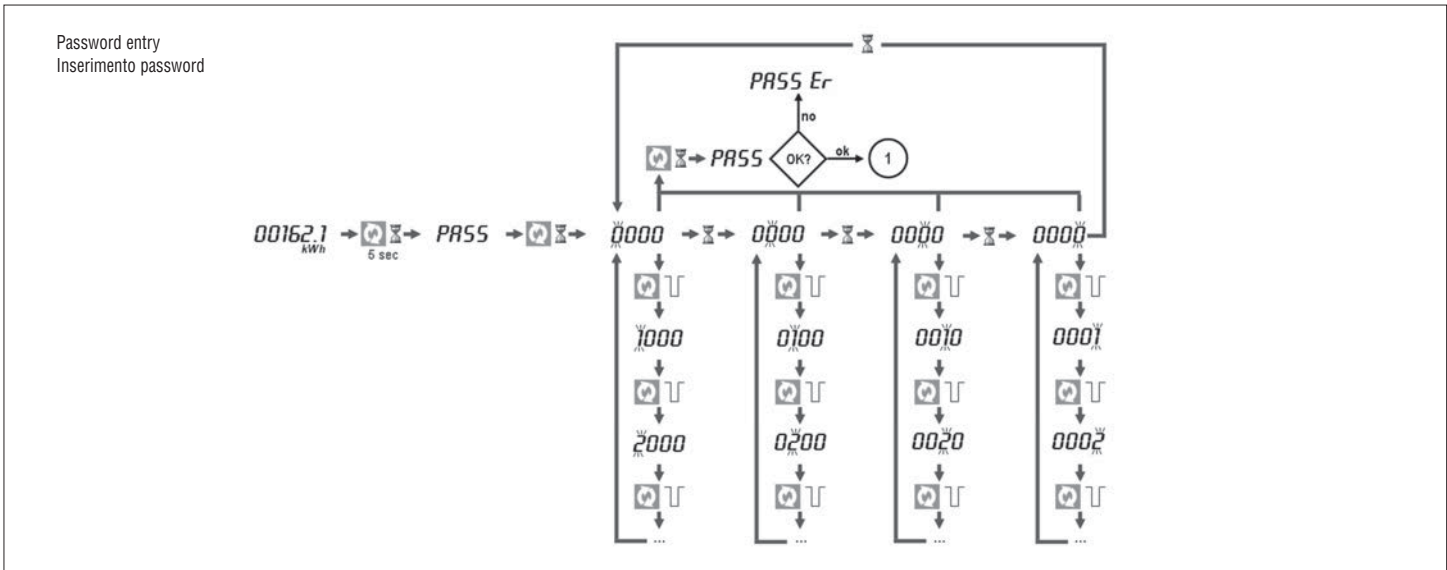 Password entry
Inserimento password
PASS Er
no
PASS OK? ok 1
00162.1 kWh 5 sec PASS 0000 0000 0000 0000
1000 0100 0010 0001
2000 0200 0020 0002
... ... ... ...